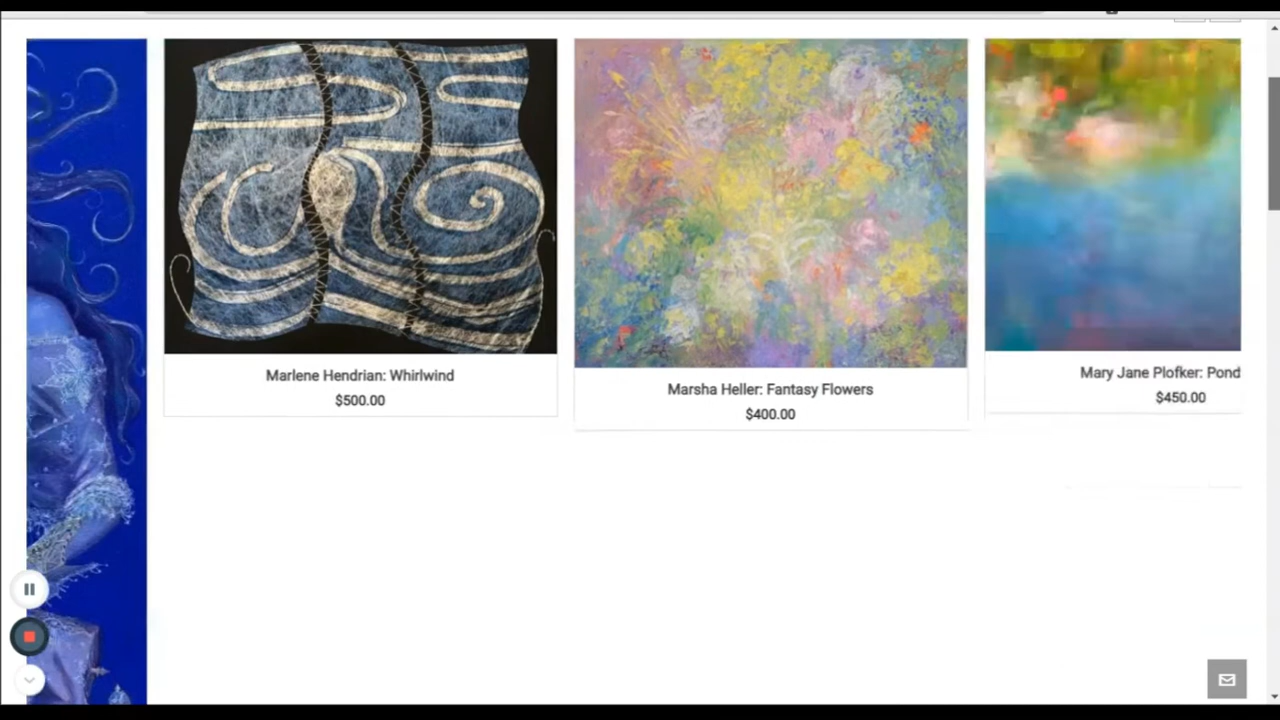 Marlene Hendrian: Whirlwind
$500.00
Marsha Heller: Fantasy Flowers
$400.00
Mary Jane Plofker: Pond
$450.00